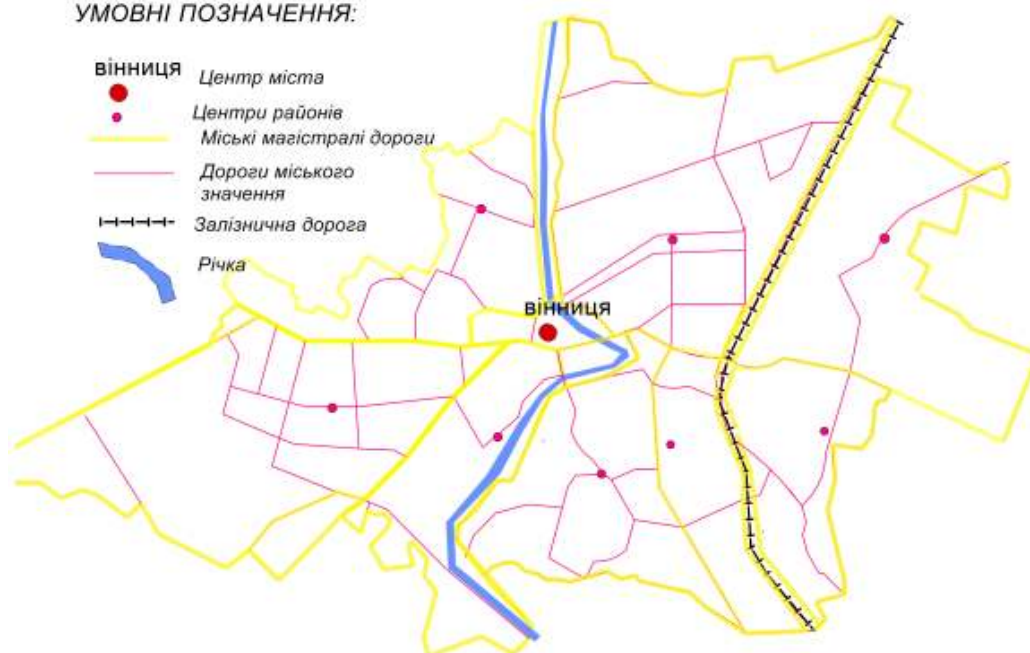 УМОВНІ ПОЗНАЧЕННЯ:
ВІННИЦЯ
Центр міста
Центри районів
Міські магістралі дороги
Дороги міського
значення
Залізнична дорога
Річка
ВІННИЦЯ